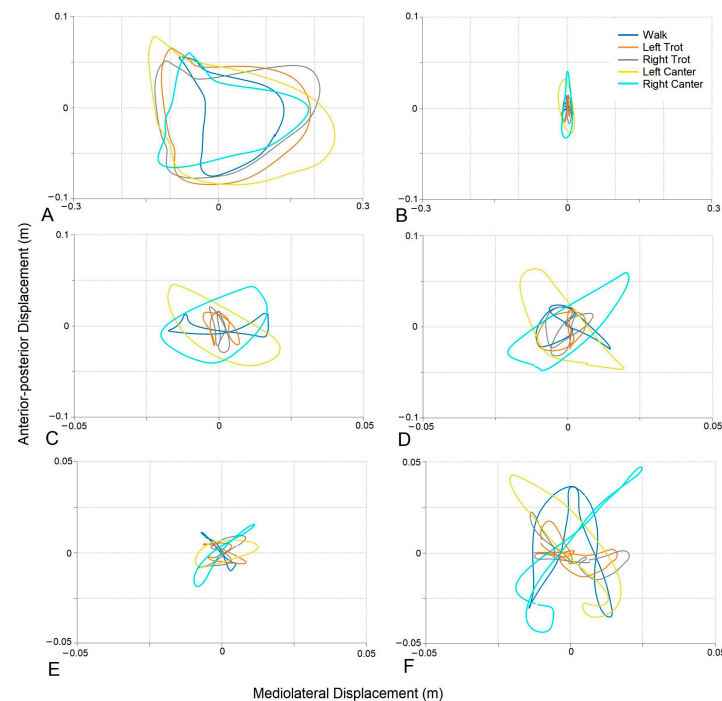 0.1
0
−0.1
−0.3
0
0.3
A
0.1
0
−0.1
−0.3
0
0.3
B
Walk
Left Trot
Right Trot
Left Canter
Right Canter
Anterior-posterior Displacement (m)
0.1
0
−0.1
−0.05
0
0.05
C
0.1
0
−0.1
0
0.05
D
0.05
0
−0.05
−0.05
0
0.05
E
0.05
0
−0.05
−0.05
0
0.05
F
Mediolateral Displacement (m)